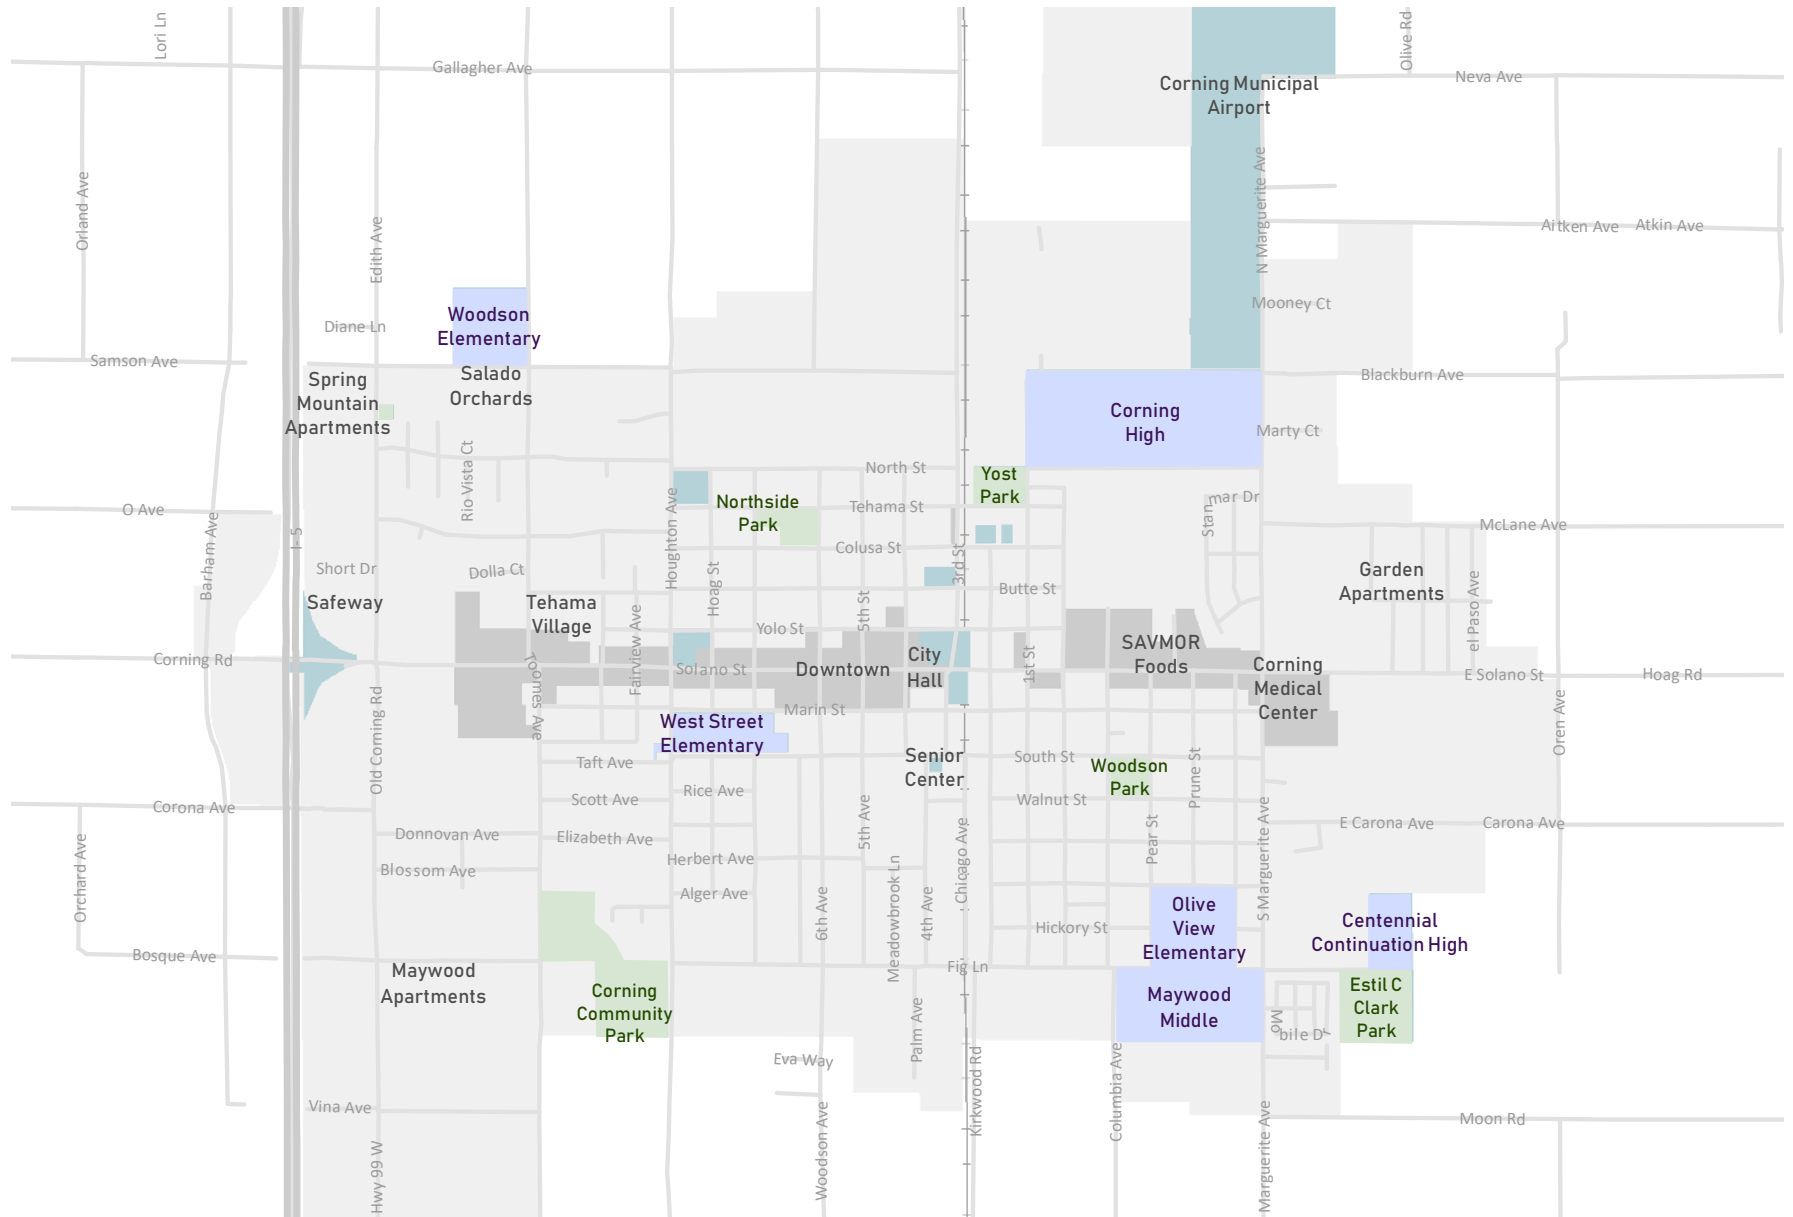 Lori Ln
Olive Rd
Gallagher Ave
Neva Ave
Corning Municipal
Airport
Orland Ave
Edith Ave
N Marguerite Ave
Aitken Ave
Atkin Ave
Mooney Ct
Diane Ln
Woodson
Elementary
Samson Ave
Spring
Mountain
Apartments
Salado
Orchards
Blackburn Ave
Corning
High
Marty Ct
Rio Vista Ct
North St
Yost
Park
Houghton Ave
Northside
Park
Tehama St
Stan
mar Dr
O Ave
Barham Ave
I-5
McLane Ave
Colusa St
3rd St
Short Dr
Dolla Ct
Hoag St
Butte St
Garden
Apartments
el Paso Ave
Safeway
Tehama
Village
Fairview Ave
5th St
Yolo St
SAVMOR
Foods
Corning Rd
Toomes Ave
Solano St
Downtown
City
Hall
1st St
Corning
Medical
Center
E Solano St
Hoag Rd
Old Corning Rd
Marin St
Oren Ave
West Street
Elementary
Taft Ave
Senior
Center
South St
Woodson
Park
Prune St
Scott Ave
Rice Ave
Walnut St
Corona Ave
Donnovan Ave
Elizabeth Ave
5th Ave
Chicago Ave
Pear St
S Marguerite Ave
E Carona Ave
Carona Ave
Orchard Ave
Blossom Ave
Herbert Ave
Alger Ave
6th Ave
Meadowbrook Ln
4th Ave
Hickory St
Olive
View
Elementary
Centennial
Continuation High
Bosque Ave
Maywood
Apartments
Fig Ln
Corning
Community
Park
Palm Ave
Maywood
Middle
Mo
bile D
r
Estil C
Clark
Park
Eva Way
Kirkwood Rd
Columbia Ave
Vina Ave
Hwy 99 W
Woodson Ave
Marguerite Ave
Moon Rd